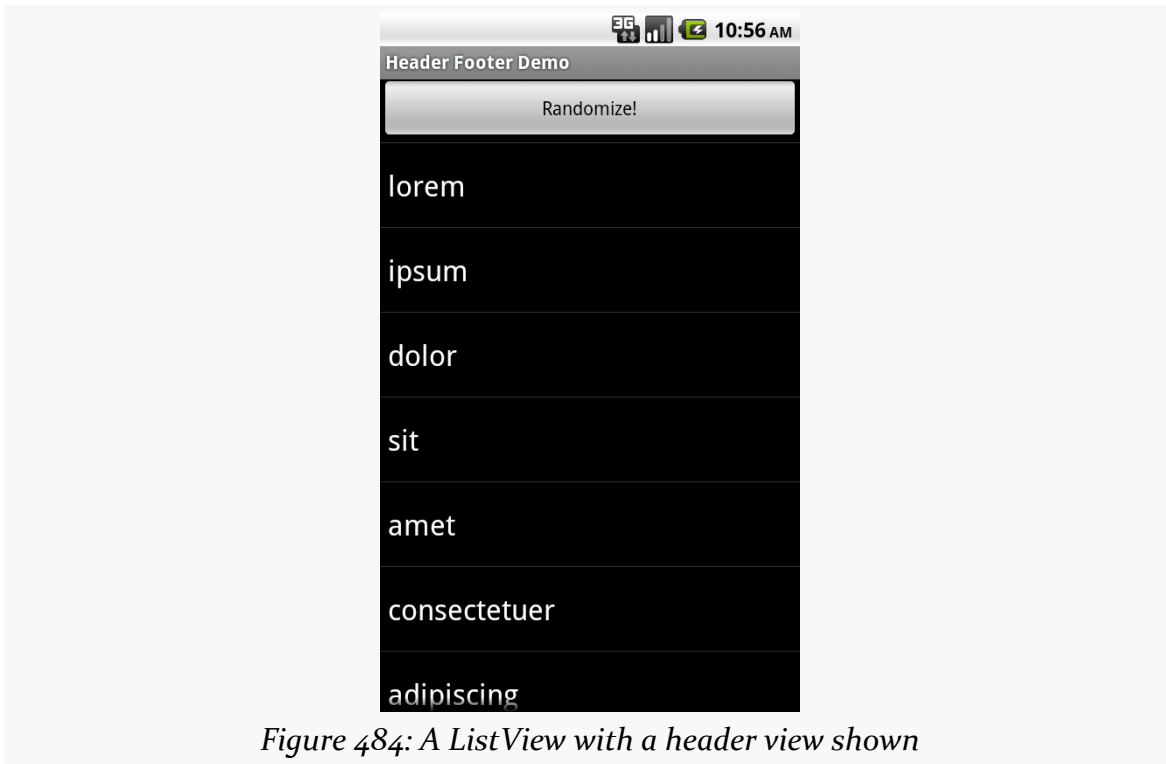 3G 10:56 AM
Header Footer Demo
Randomize!
lorem
ipsum
dolor
sit
amet
consectetuer
adipiscing
Figure 484: A ListView with a header view shown